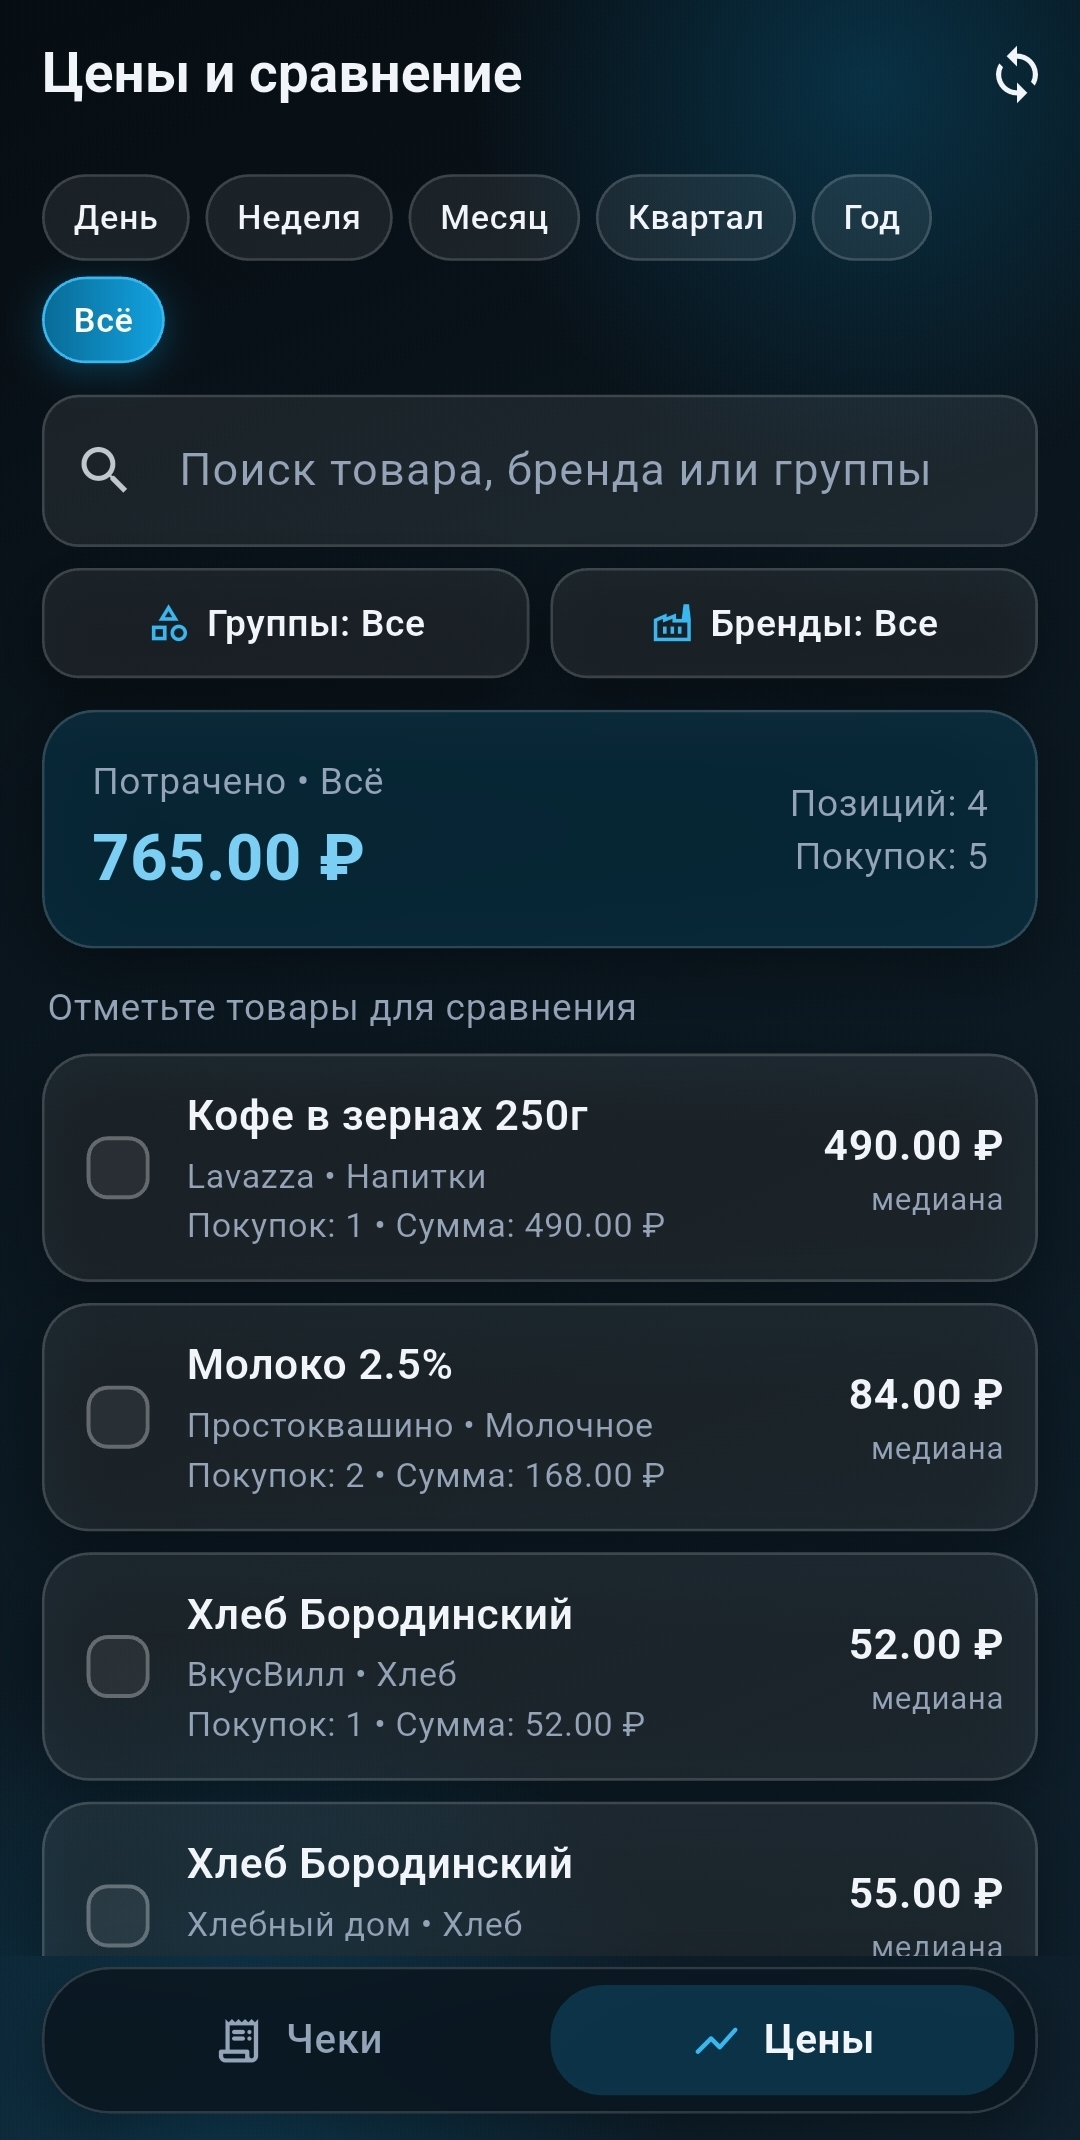 Цены и сравнение
День Неделя Месяц Квартал Год
Всё
Поиск товара, бренда или группы
Группы: Все Бренды: Все
Потрачено • Всё
765.00 ₽
Позиций: 4
Покупок: 5
Отметьте товары для сравнения
Кофе в зернах 250г
Lavazza • Напитки
Покупок: 1 • Сумма: 490.00 ₽
490.00 ₽
медиана
Молоко 2.5%
Простоквашино • Молочное
Покупок: 2 • Сумма: 168.00 ₽
84.00 ₽
медиана
Хлеб Бородинский
ВкусВилл • Хлеб
Покупок: 1 • Сумма: 52.00 ₽
52.00 ₽
медиана
Хлеб Бородинский
Хлебный дом • Хлеб
55.00 ₽
медиана
Чеки Цены